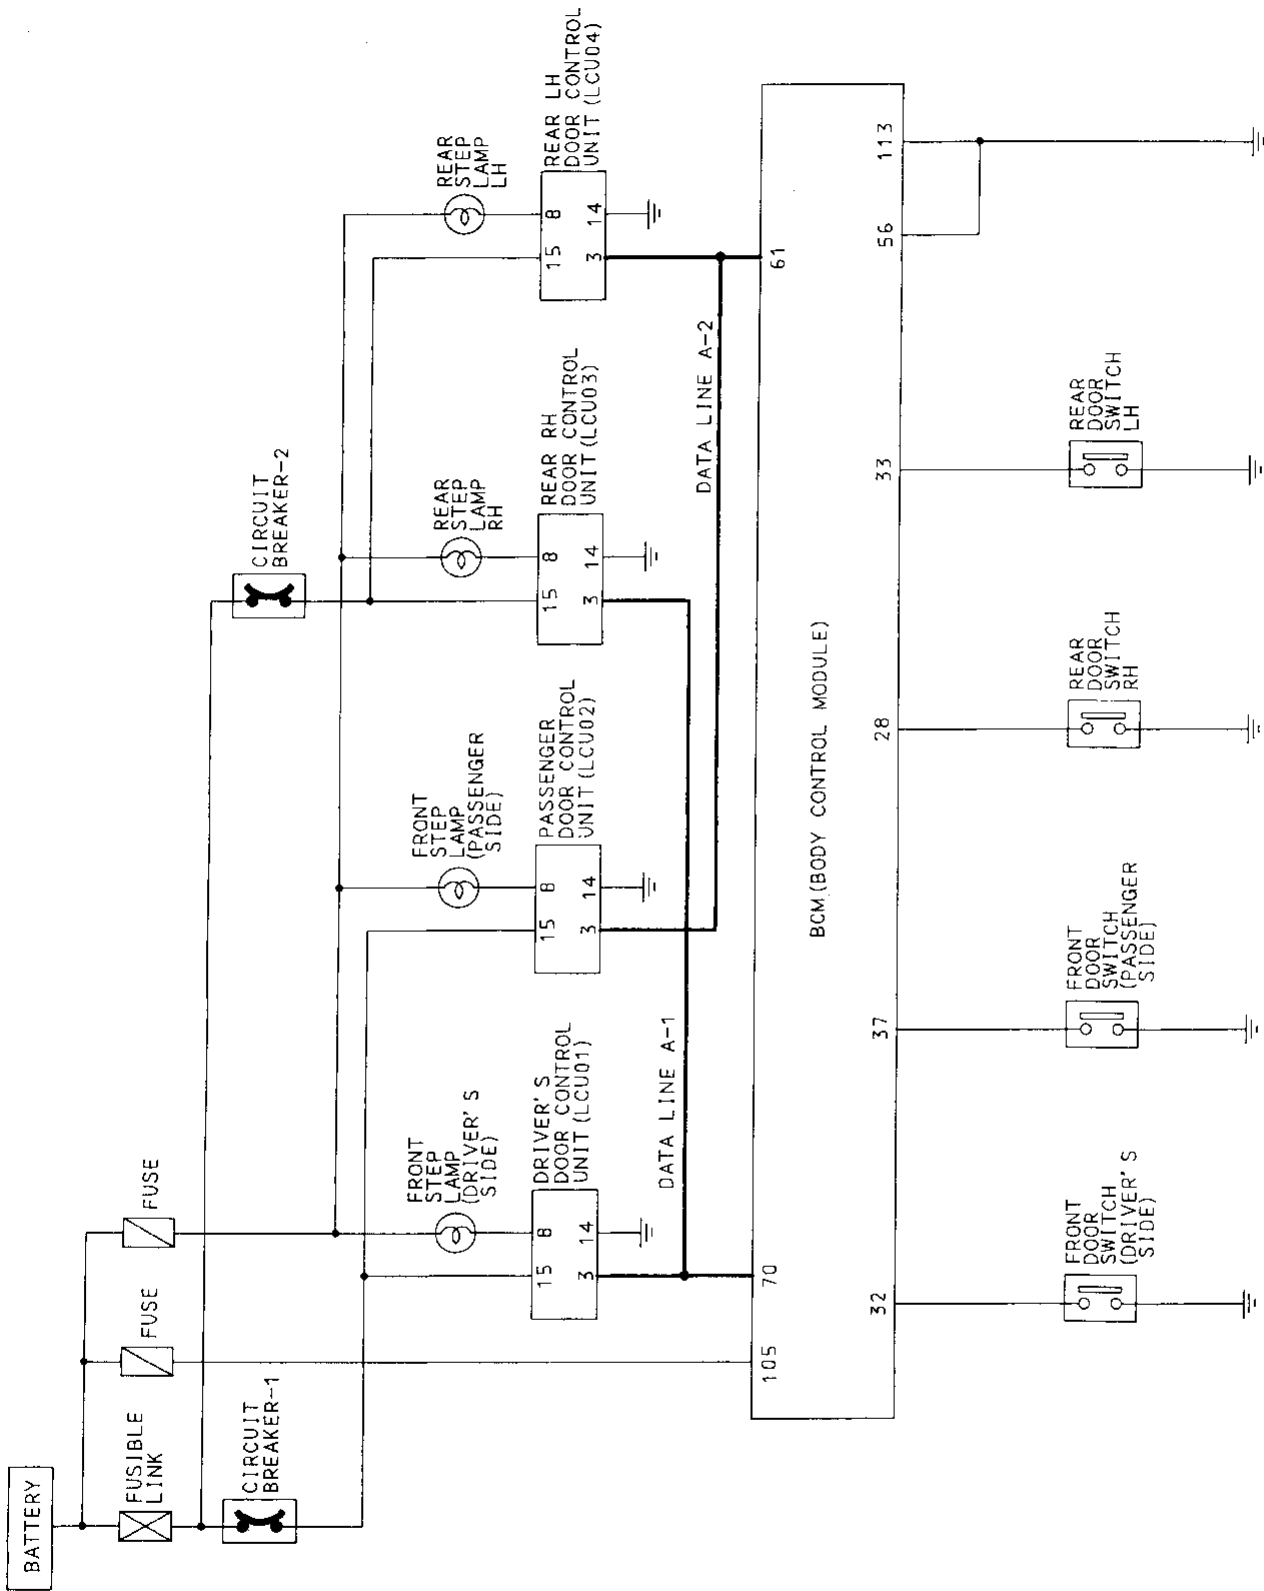 BATTERY
FUSIBLE
LINK
FUSE
FUSE
CIRCUIT
BREAKER-1
CIRCUIT
BREAKER-2
FRONT
STEP
LAMP
(DRIVER'S
SIDE)
FRONT
STEP
LAMP
(PASSENGER
SIDE)
REAR
STEP
LAMP
RH
REAR
STEP
LAMP
LH
DRIVER'S
DOOR CONTROL
UNIT (LCU01)
PASSENGER
DOOR CONTROL
UNIT (LCU02)
REAR RH
DOOR CONTROL
UNIT (LCU03)
REAR LH
DOOR CONTROL
UNIT (LCU04)
15 8
3 14
15 8
3 14
15 8
3 14
15 8
3 14
DATA LINE A-1
DATA LINE A-2
105
70
61
BCM (BODY CONTROL MODULE)
32
37
28
33
56
113
FRONT
DOOR
SWITCH
(DRIVER'S
SIDE)
FRONT
DOOR
SWITCH
(PASSENGER
SIDE)
REAR
DOOR
SWITCH
RH
REAR
DOOR
SWITCH
LH